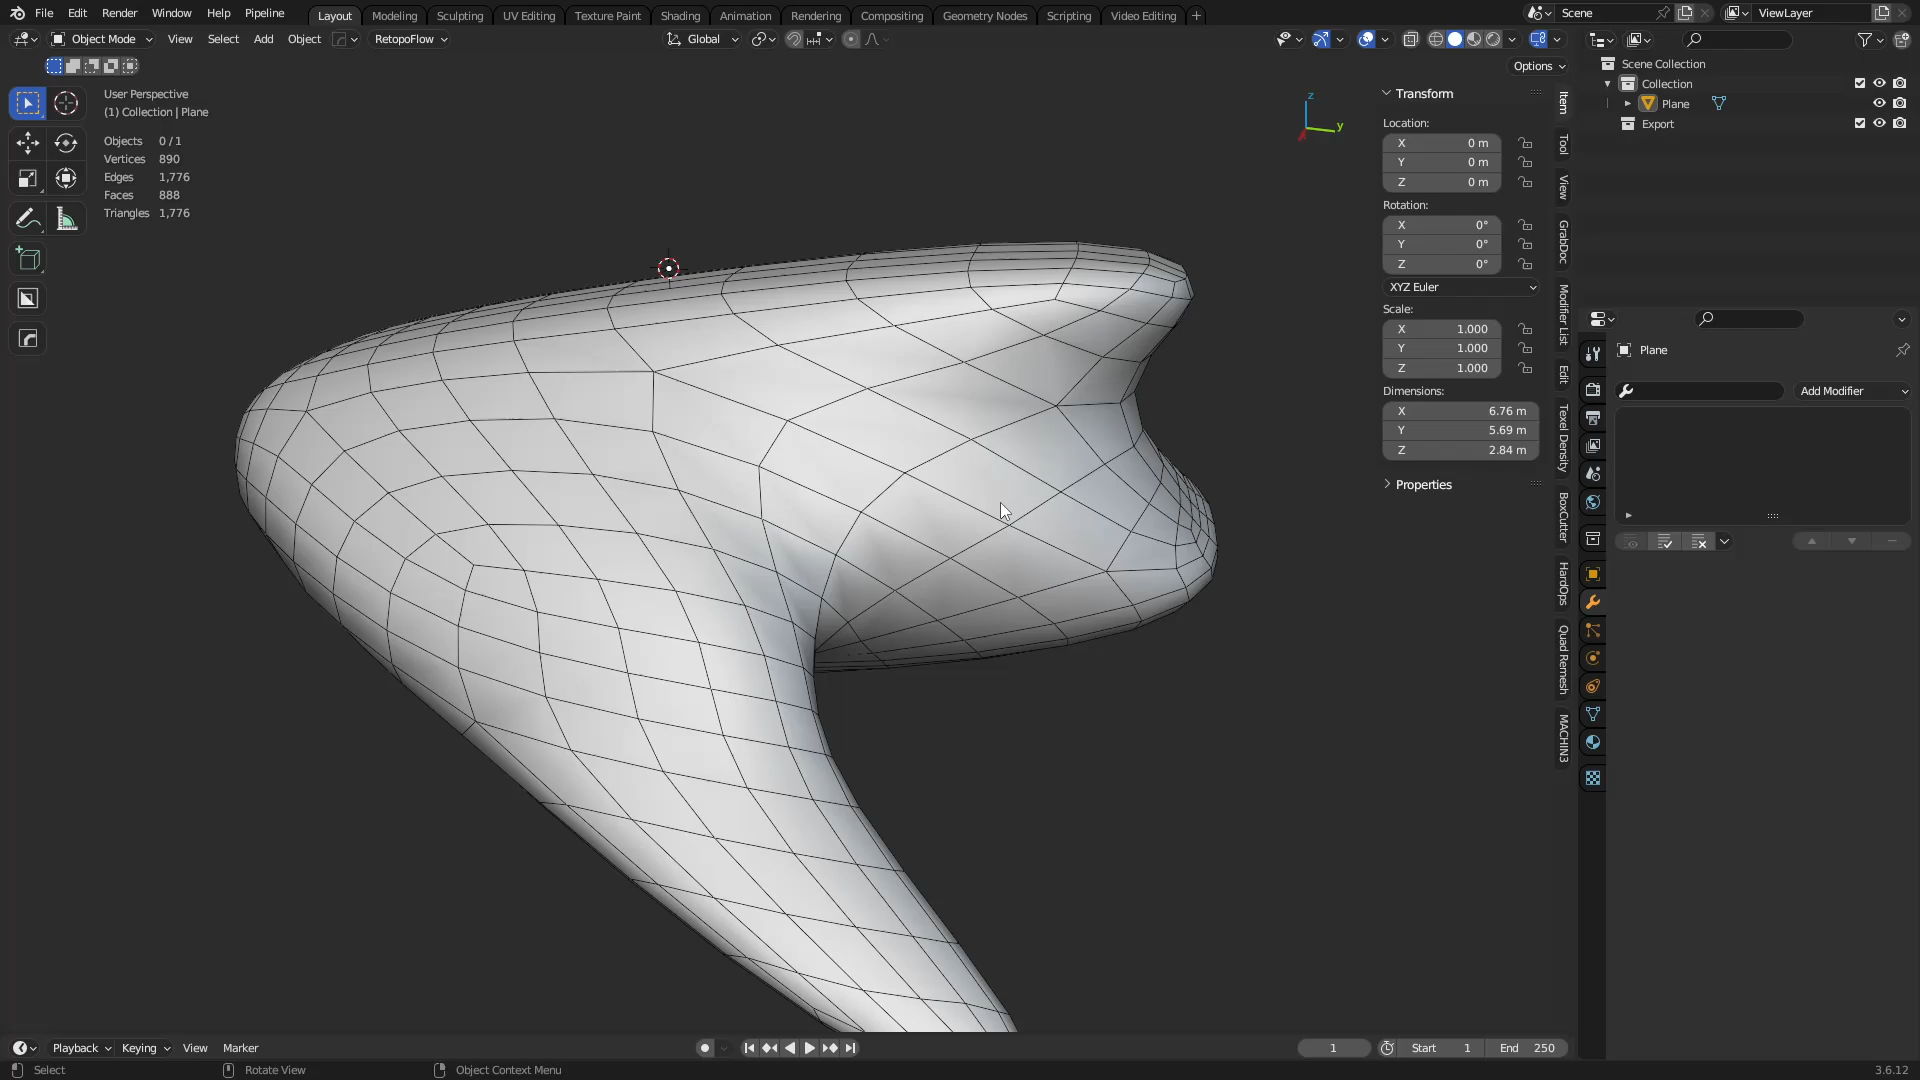 File Edit Render Window Help Pipeline
Layout Modeling Sculpting UV Editing Texture Paint Shading Animation Rendering Compositing Geometry Nodes Scripting Video Editing +
Scene
ViewLayer
Object Mode View Select Add Object RetopoFlow
Global
Options
User Perspective
(1) Collection | Plane
Objects 0/1
Vertices 890
Edges 1,776
Faces 888
Triangles 1,776
z
y
Transform
Location:
X 0 m
Y 0 m
Z 0 m
Rotation:
X 0°
Y 0°
Z 0°
XYZ Euler
Scale:
X 1.000
Y 1.000
Z 1.000
Dimensions:
X 6.76 m
Y 5.69 m
Z 2.84 m
Properties
Item
Tool
View
GrabDoc
Modifier List
Edit
Texel Density
BoxCutter
HardOps
Quad Remesh
MACHIN3
Scene Collection
Collection
Plane
Export
Plane
Add Modifier
Playback Keying View Marker
1
Start 1
End 250
Select
Rotate View
Object Context Menu
3.6.12